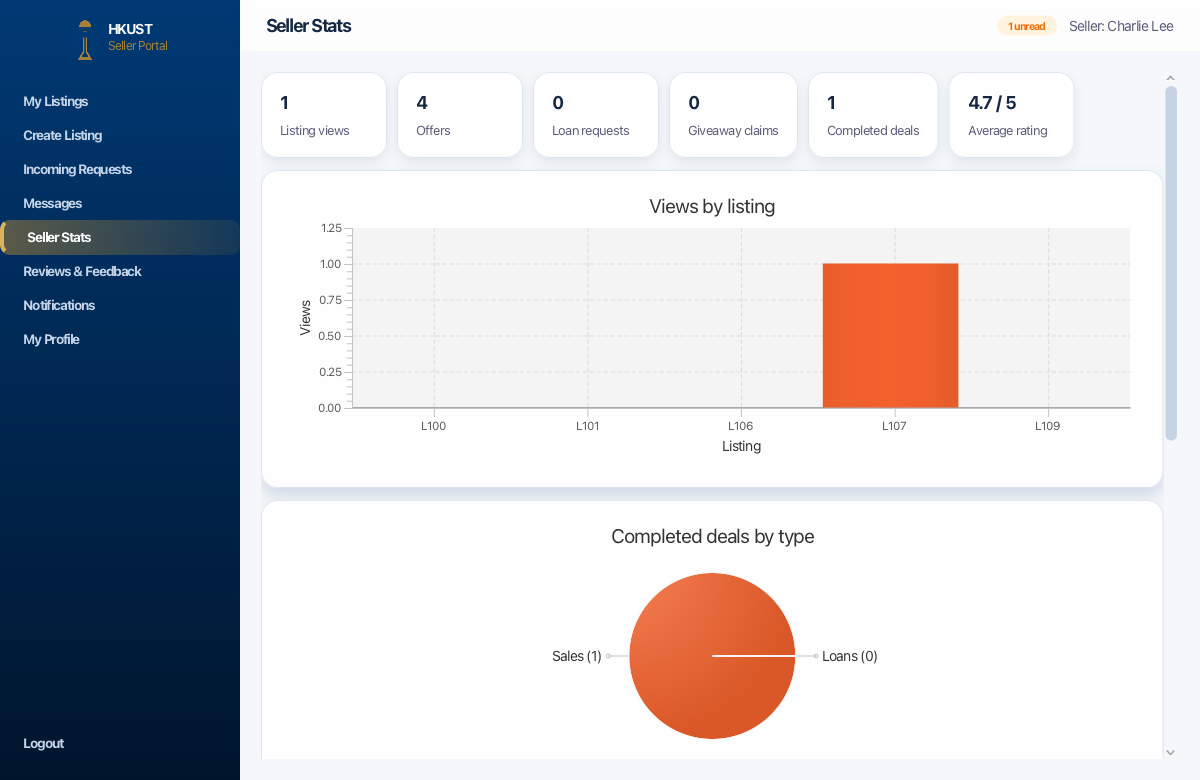 HKUST
Seller Portal
My Listings
Create Listing
Incoming Requests
Messages
Seller Stats
Reviews & Feedback
Notifications
My Profile
Logout
Seller Stats
1 unread
Seller: Charlie Lee
1
Listing views
4
Offers
0
Loan requests
0
Giveaway claims
1
Completed deals
4.7 / 5
Average rating
Views by listing
Views
1.25
1.00
0.75
0.50
0.25
0.00
L100
L101
L106
L107
L109
Listing
Completed deals by type
Sales (1)
Loans (0)